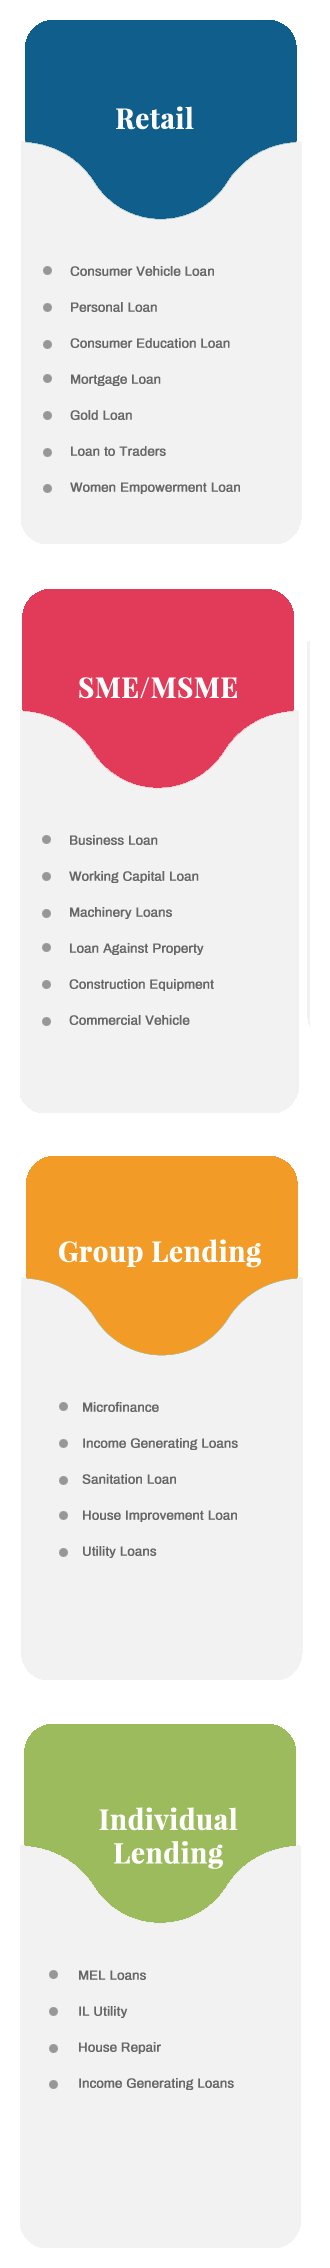 Retail
Consumer Vehicle Loan
Personal Loan
Consumer Education Loan
Mortgage Loan
Gold Loan
Loan to Traders
Women Empowerment Loan
SME/MSME
Business Loan
Working Capital Loan
Machinery Loans
Loan Against Property
Construction Equipment
Commercial Vehicle
Group Lending
Microfinance
Income Generating Loans
Sanitation Loan
House Improvement Loan
Utility Loans
Individual
Lending
MEL Loans
IL Utility
House Repair
Income Generating Loans